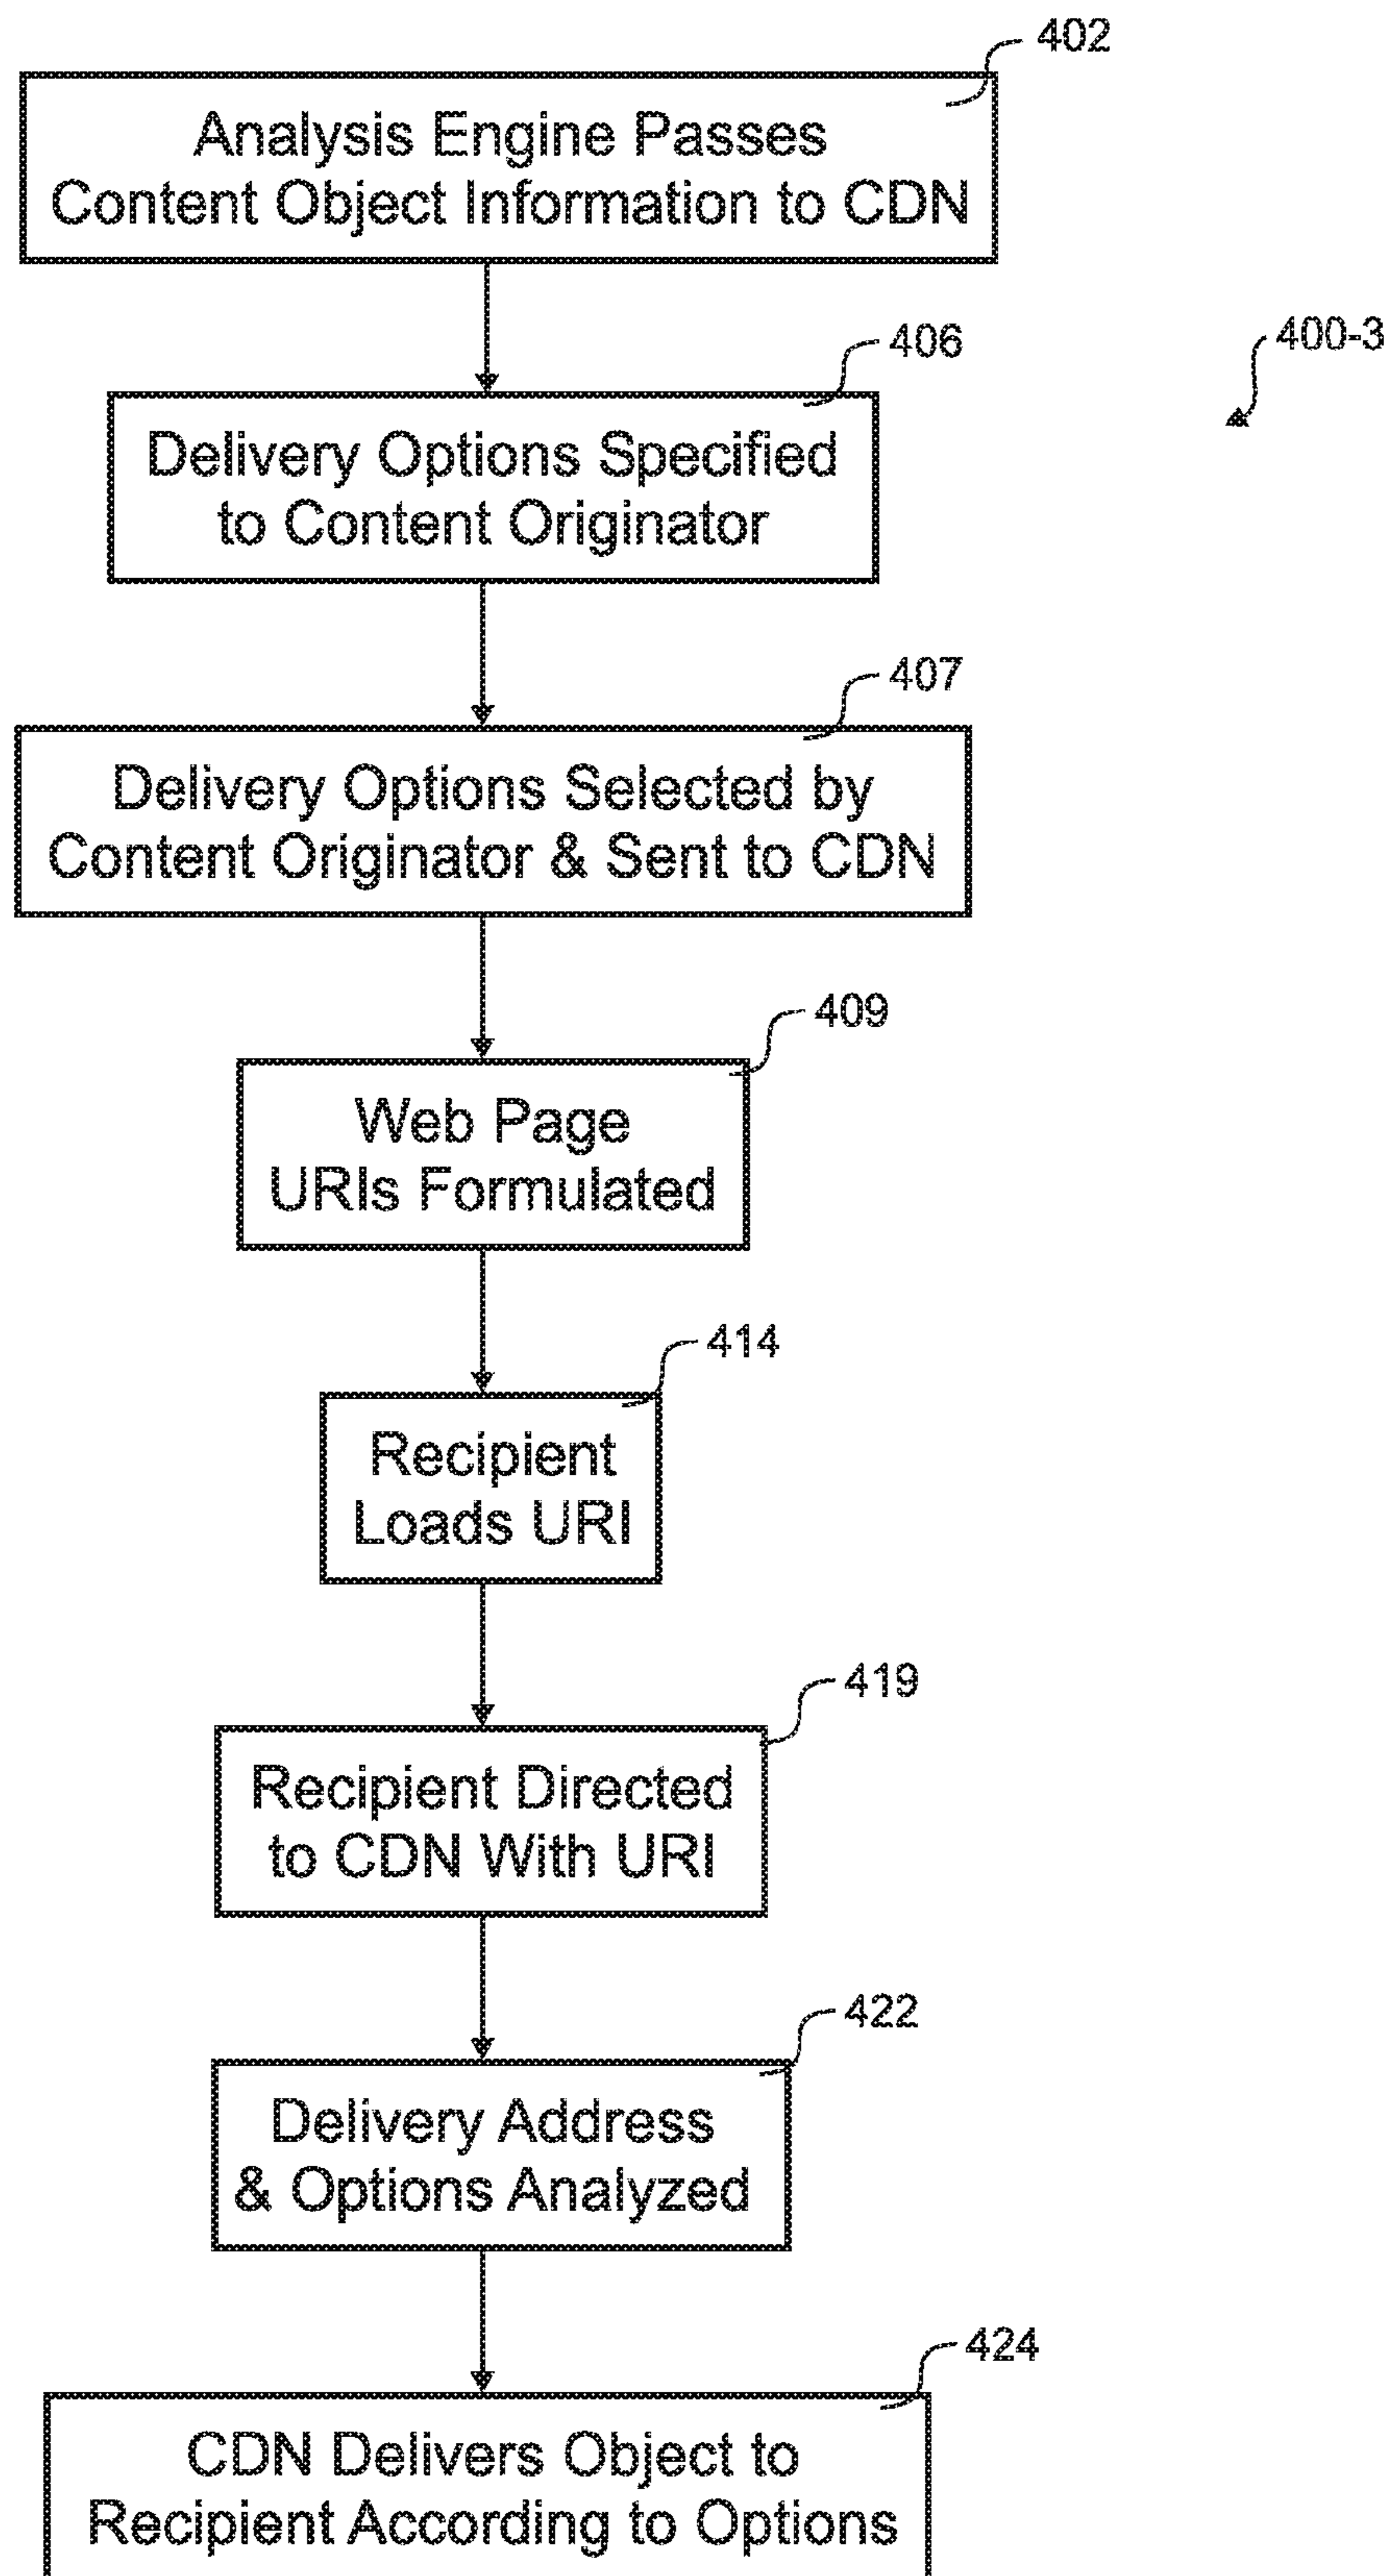 402
Analysis Engine Passes
Content Object Information to CDN
400-3
406
Delivery Options Specified
to Content Originator
407
Delivery Options Selected by
Content Originator & Sent to CDN
409
Web Page
URIs Formulated
414
Recipient
Loads URI
419
Recipient Directed
to CDN With URI
422
Delivery Address
& Options Analyzed
424
CDN Delivers Object to
Recipient According to Options